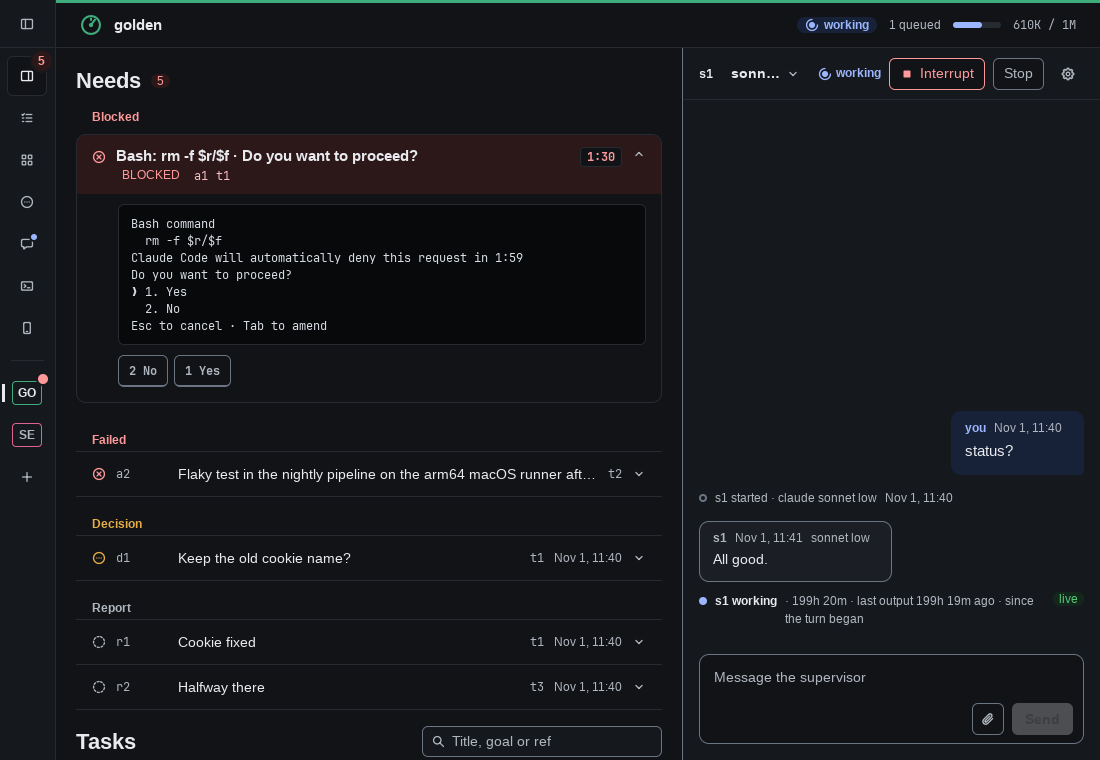 golden
working
1 queued
610K / 1M
5
Needs 5
Blocked
Bash: rm -f $r/$f · Do you want to proceed?
1:30
BLOCKED a1 t1
Bash command
rm -f $r/$f
Claude Code will automatically deny this request in 1:59
Do you want to proceed?
❯ 1. Yes
2. No
Esc to cancel · Tab to amend
2 No
1 Yes
Failed
a2 Flaky test in the nightly pipeline on the arm64 macOS runner aft… t2
Decision
d1 Keep the old cookie name? t1 Nov 1, 11:40
Report
r1 Cookie fixed t1 Nov 1, 11:40
r2 Halfway there t3 Nov 1, 11:40
Tasks
Title, goal or ref
GO
SE
s1 sonn… working
Interrupt
Stop
you Nov 1, 11:40
status?
s1 started · claude sonnet low Nov 1, 11:40
s1 Nov 1, 11:41 sonnet low
All good.
s1 working · 199h 20m · last output 199h 19m ago · since
the turn began
live
Message the supervisor
Send